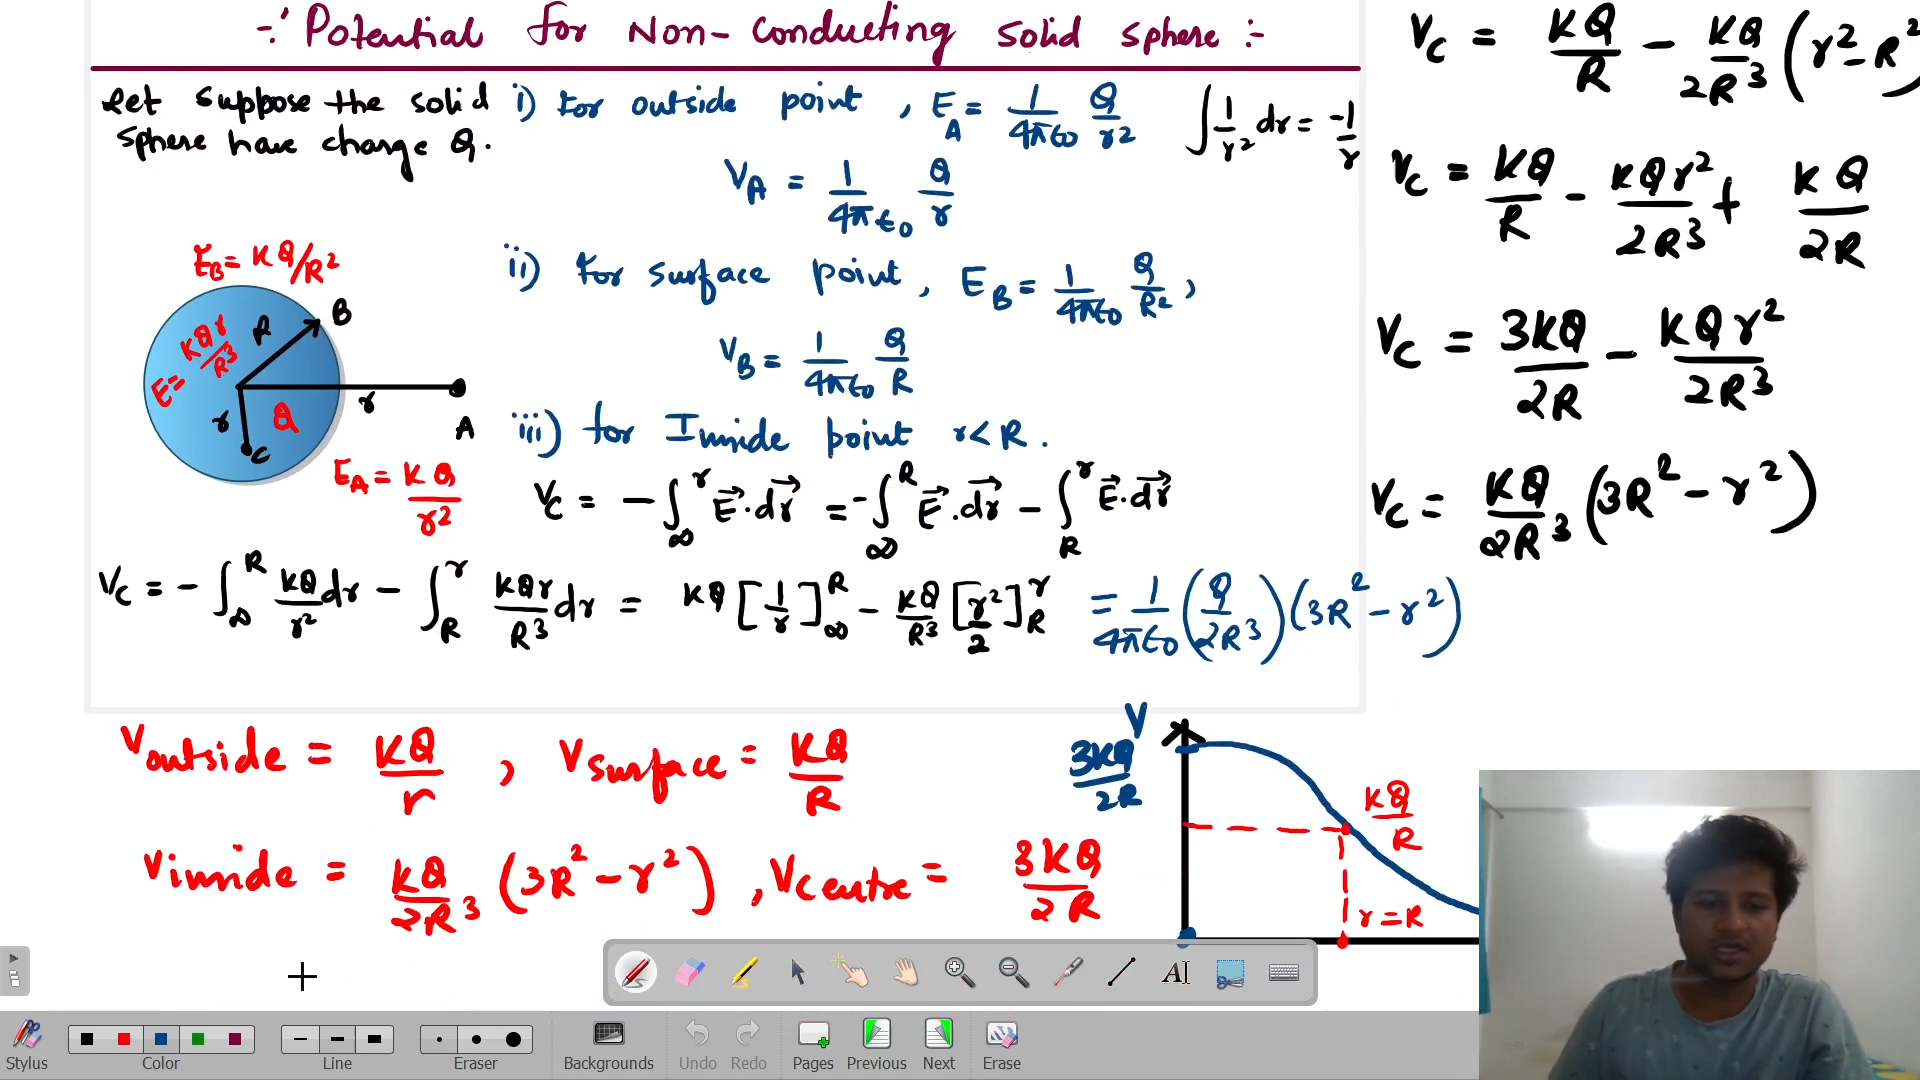 ∵ Potential for Non-Conducting Solid Sphere :-
Let suppose the solid
Sphere have charge Q.
i) For outside point, E_A = 1/4πϵ0 Q/r²
∫ 1/r² dr = -1/r
V_A = 1/4πϵ0 Q/r
ii) For surface point, E_B = 1/4πϵ0 Q/R²,
V_B = 1/4πϵ0 Q/R
iii) for Inside point r<R.
E_B = KQ/R²
E = KQr/R³
R
B
r
r
Q
C
A
E_A = KQ/r²
V_C = -∫_∞^r E⃗.dr⃗ = -∫_∞^R E⃗.dr⃗ - ∫_R^r E⃗.dr⃗
V_C = -∫_∞^R KQ/r² dr - ∫_R^r KQr/R³ dr = KQ[1/r]_∞^R - KQ/R³ [r²/2]_R^r = 1/4πϵ0 (Q/2R³)(3R²-r²)
V_C = KQ/R - KQ/2R³ (r²-R²
V_C = KQ/R - KQr²/2R³ + KQ/2R
V_C = 3KQ/2R - KQr²/2R³
V_C = KQ/2R³ (3R²-r²)
Voutside = KQ/r, Vsurface = KQ/R
Vinside = KQ/2R³ (3R²-r²), Vcentre = 3KQ/2R
V
3KQ/2R
KQ/R
r=R
Stylus
Color
Line
Eraser
Backgrounds
Undo
Redo
Pages
Previous
Next
Erase
AI